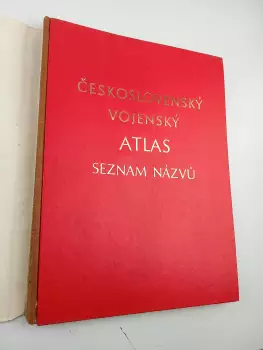 ČESKOSLOVENSKÝ
VOJENSKÝ
ATLAS
SEZNAM NÁZVŮ